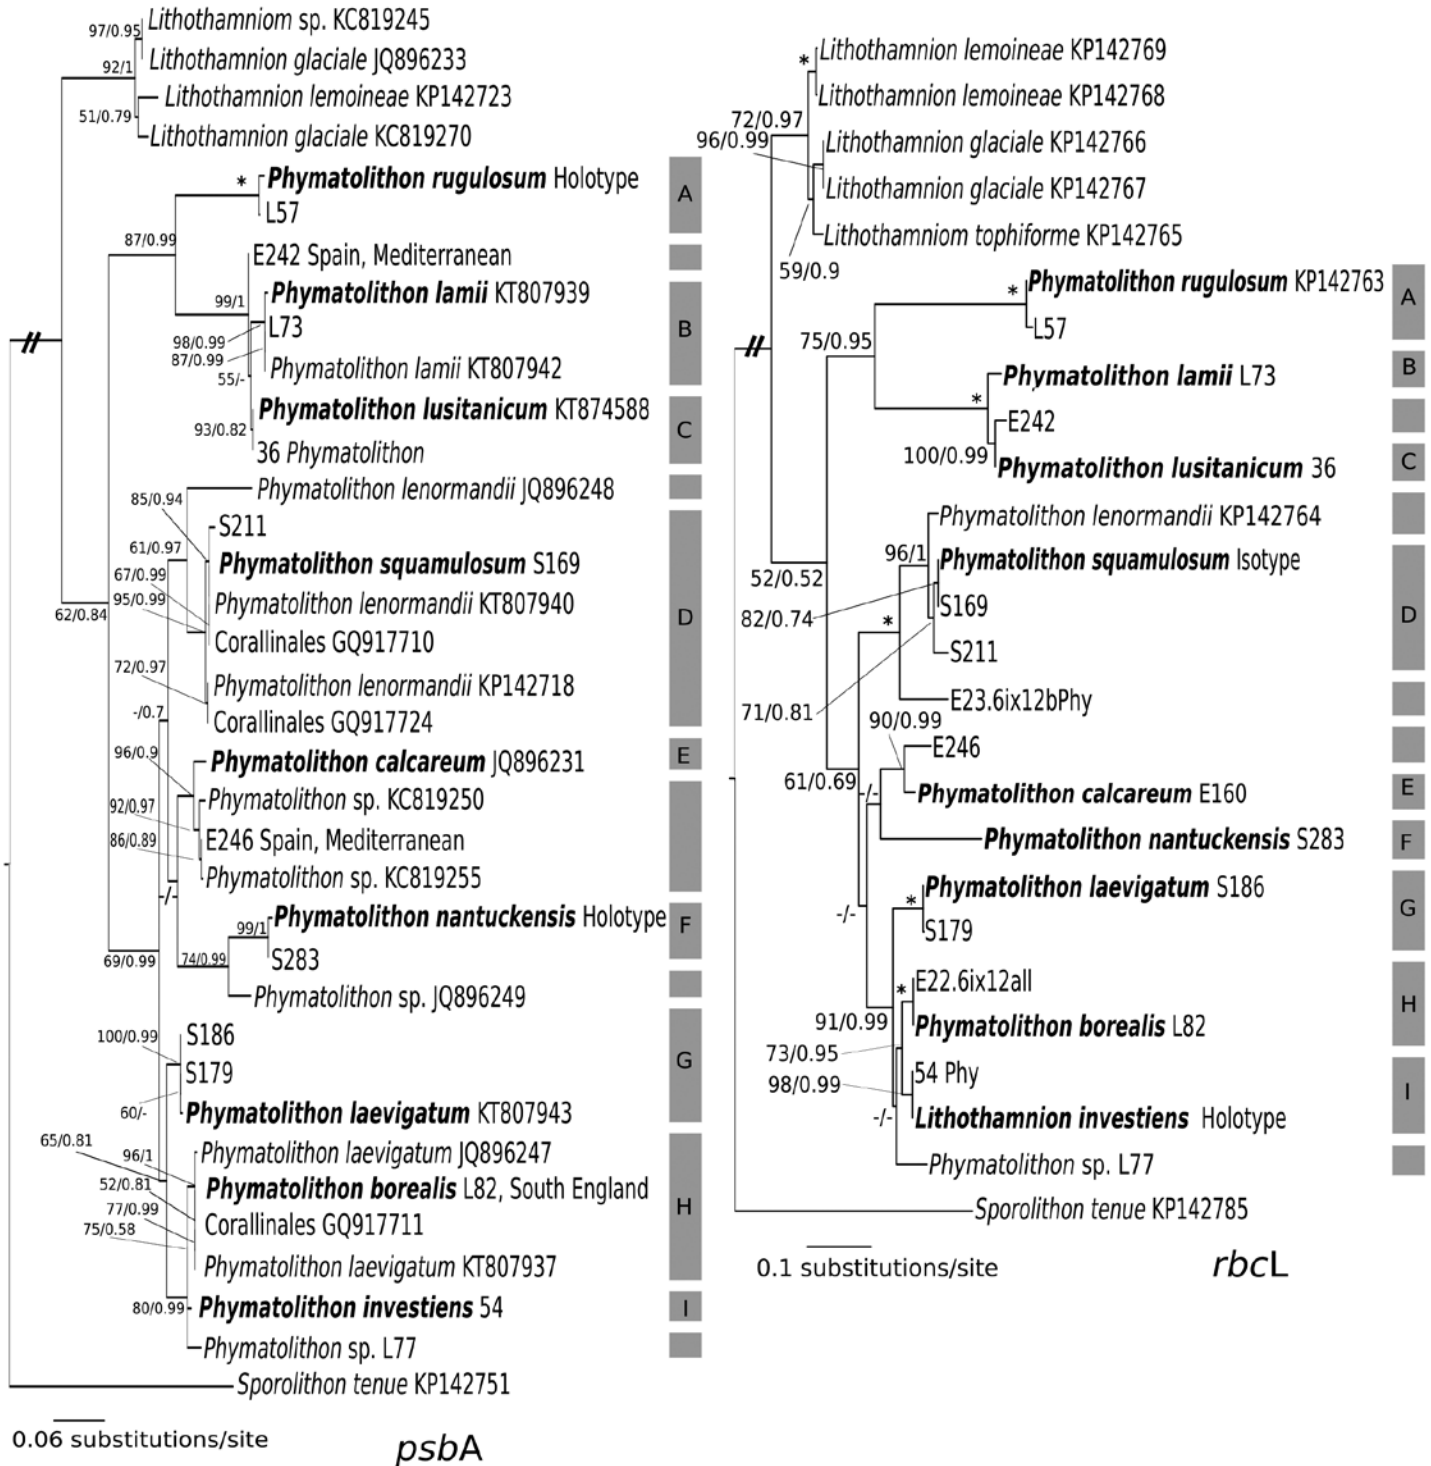 97/0.95
Lithothamniom sp. KC819245
Lithothamnion glaciale JQ896233
92/1
Lithothamnion lemoineae KP142723
51/0.79
Lithothamnion glaciale KC819270
*
Phymatolithon rugulosum Holotype
L57
A
87/0.99
E242 Spain, Mediterranean
99/1
Phymatolithon lamii KT807939
L73
98/0.99
87/0.99
Phymatolithon lamii KT807942
B
55/-
Phymatolithon lusitanicum KT874588
93/0.82
36 Phymatolithon
C
Phymatolithon lenormandii JQ896248
85/0.94
S211
61/0.97
Phymatolithon squamulosum S169
67/0.99
95/0.99
Phymatolithon lenormandii KT807940
62/0.84
Corallinales GQ917710
D
72/0.97
Phymatolithon lenormandii KP142718
-/0.7
Corallinales GQ917724
96/0.9
Phymatolithon calcareum JQ896231
E
92/0.97
Phymatolithon sp. KC819250
86/0.89
E246 Spain, Mediterranean
Phymatolithon sp. KC819255
-/-
Phymatolithon nantuckensis Holotype
99/1
F
69/0.99
74/0.99
S283
Phymatolithon sp. JQ896249
100/0.99
S186
S179
G
60/-
Phymatolithon laevigatum KT807943
65/0.81
96/1
Phymatolithon laevigatum JQ896247
52/0.81
Phymatolithon borealis L82, South England
77/0.99
75/0.58
Corallinales GQ917711
H
Phymatolithon laevigatum KT807937
80/0.99
Phymatolithon investiens 54
I
Phymatolithon sp. L77
Sporolithon tenue KP142751
0.06 substitutions/site
psbA
*
Lithothamnion lemoineae KP142769
Lithothamnion lemoineae KP142768
72/0.97
96/0.99
Lithothamnion glaciale KP142766
Lithothamnion glaciale KP142767
Lithothamniom tophiforme KP142765
59/0.9
*
Phymatolithon rugulosum KP142763
L57
A
75/0.95
Phymatolithon lamii L73
B
*
E242
100/0.99
Phymatolithon lusitanicum 36
C
Phymatolithon lenormandii KP142764
96/1
Phymatolithon squamulosum Isotype
52/0.52
82/0.74
S169
*
S211
D
71/0.81
E23.6ix12bPhy
90/0.99
E246
61/0.69
-/-
Phymatolithon calcareum E160
E
Phymatolithon nantuckensis S283
F
Phymatolithon laevigatum S186
*
-/-
S179
G
E22.6ix12all
*
91/0.99
Phymatolithon borealis L82
H
73/0.95
98/0.99
54 Phy
-/-
Lithothamnion investiens Holotype
I
Phymatolithon sp. L77
Sporolithon tenue KP142785
0.1 substitutions/site
rbcL